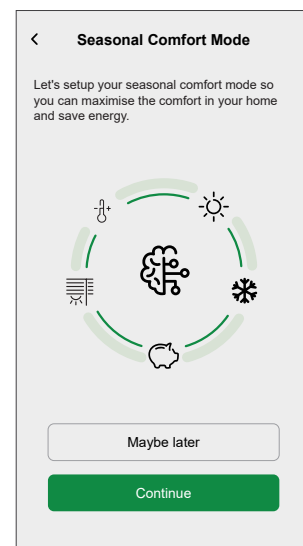 Seasonal Comfort Mode
Let's setup your seasonal comfort mode so
you can maximise the comfort in your home
and save energy.
Maybe later
Continue